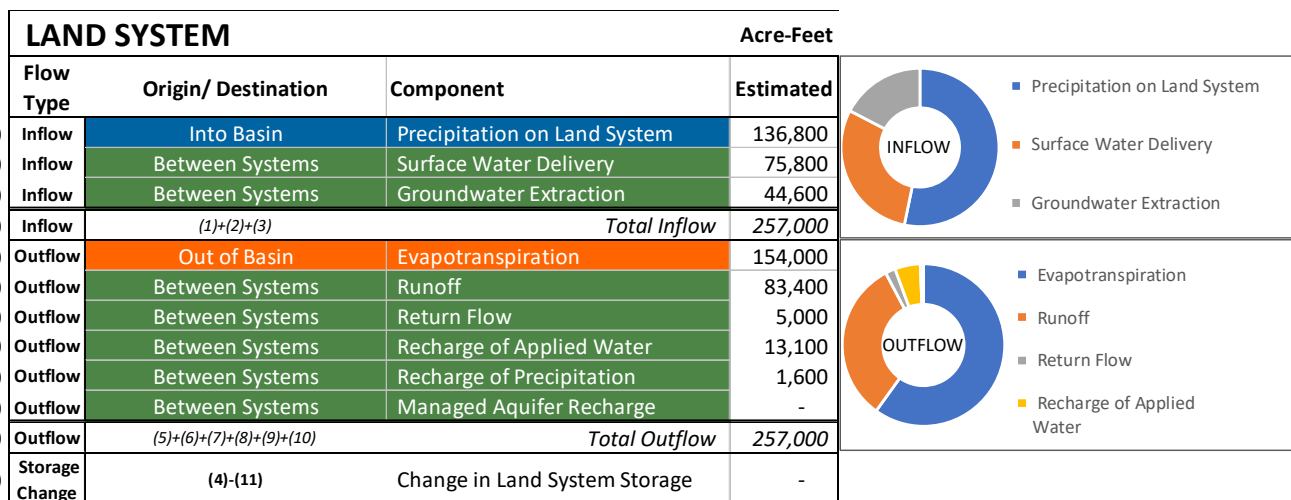 LAND SYSTEM Acre-Feet
Flow Type Origin/ Destination Component Estimated
) Inflow Into Basin Precipitation on Land System 136,800
) Inflow Between Systems Surface Water Delivery 75,800
) Inflow Between Systems Groundwater Extraction 44,600
) Inflow (1)+(2)+(3) Total Inflow 257,000
) Outflow Out of Basin Evapotranspiration 154,000
) Outflow Between Systems Runoff 83,400
) Outflow Between Systems Return Flow 5,000
) Outflow Between Systems Recharge of Applied Water 13,100
) Outflow Between Systems Recharge of Precipitation 1,600
) Outflow Between Systems Managed Aquifer Recharge -
) Outflow (5)+(6)+(7)+(8)+(9)+(10) Total Outflow 257,000
) Storage Change (4)-(11) Change in Land System Storage -
INFLOW
Precipitation on Land System
Surface Water Delivery
Groundwater Extraction
OUTFLOW
Evapotranspiration
Runoff
Return Flow
Recharge of Applied
Water